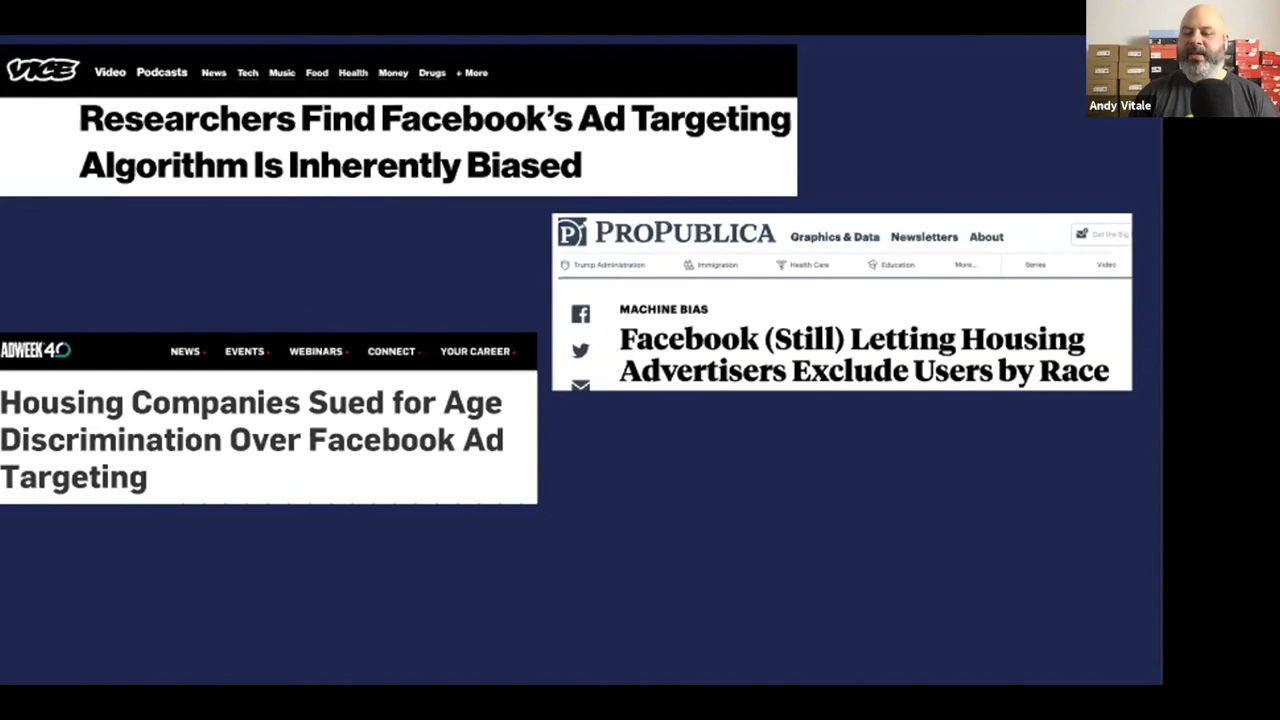 VICE Video Podcasts News Tech Music Food Health Money Drugs + More
Researchers Find Facebook's Ad Targeting
Algorithm Is Inherently Biased
Andy Vitale
ProPublica Graphics & Data Newsletters About Get the Big
Trump Administration Immigration Health Care Education More... Series Video
MACHINE BIAS
Facebook (Still) Letting Housing
Advertisers Exclude Users by Race
ADWEEK 40 NEWS EVENTS WEBINARS CONNECT YOUR CAREER
Housing Companies Sued for Age
Discrimination Over Facebook Ad
Targeting